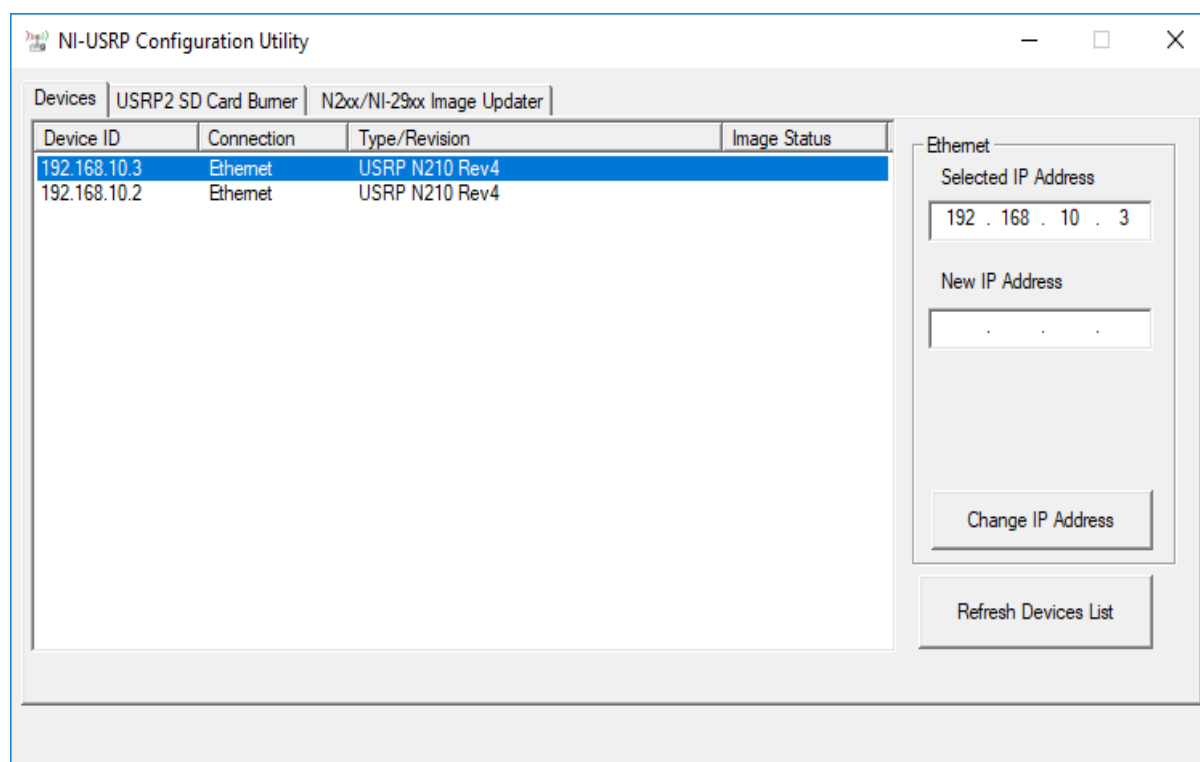 NI-USRP Configuration Utility
Devices USRP2 SD Card Burner N2xx/NI-29xx Image Updater
Device ID Connection Type/Revision Image Status
192.168.10.3 Ethernet USRP N210 Rev4
192.168.10.2 Ethernet USRP N210 Rev4
Ethernet
Selected IP Address
192 . 168 . 10 . 3
New IP Address
. . .
Change IP Address
Refresh Devices List